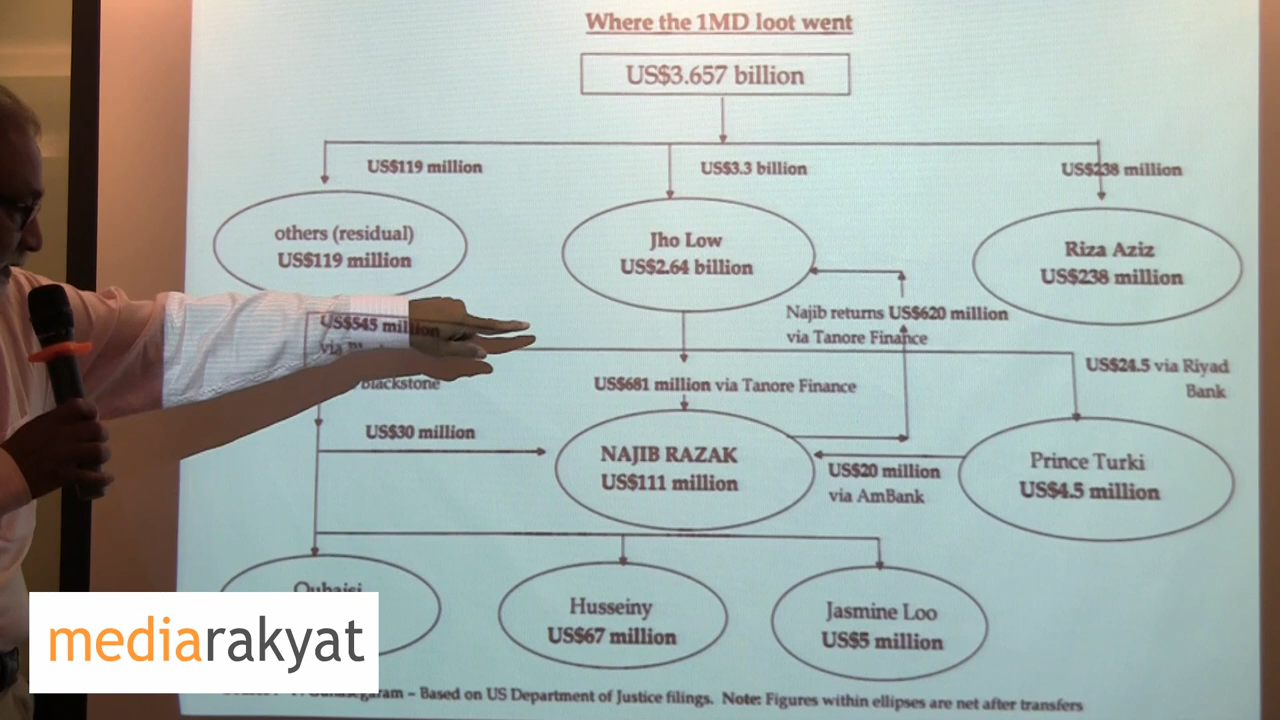 Where the 1MD loot went
US$3.657 billion
US$119 million
US$3.3 billion
US$238 million
others (residual)
US$119 million
Jho Low
US$2.64 billion
Riza Aziz
US$238 million
US$545 million
via
Blackstone
Najib returns US$620 million
via Tanore Finance
US$24.5 via Riyad
Bank
US$681 million via Tanore Finance
US$30 million
NAJIB RAZAK
US$111 million
US$20 million
via AmBank
Prince Turki
US$4.5 million
Husseiny
US$67 million
Jasmine Loo
US$5 million
mediarakyat
– Based on US Department of Justice filings. Note: Figures within ellipses are net after transfers